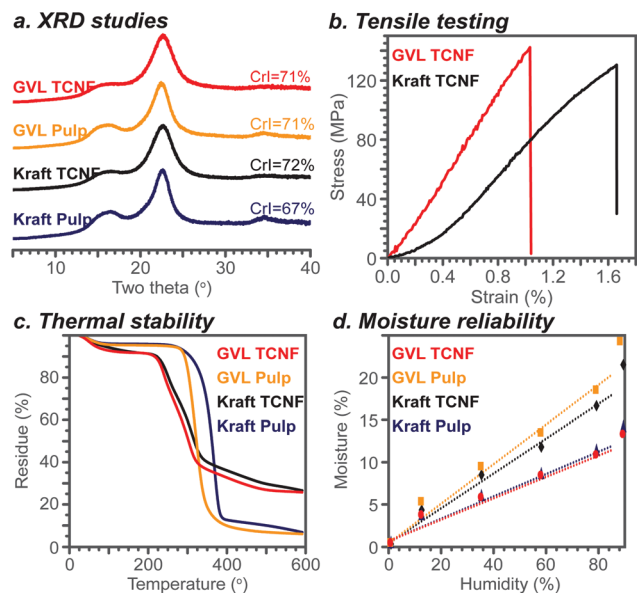 a. XRD studies
GVL TCNF
CrI=71%
GVL Pulp
CrI=71%
Kraft TCNF
CrI=72%
Kraft Pulp
CrI=67%
10 20 30 40
Two theta (°)
b. Tensile testing
GVL TCNF
Kraft TCNF
Stress (MPa)
120
80
40
0
0.0 0.4 0.8 1.2 1.6
Strain (%)
c. Thermal stability
GVL TCNF
GVL Pulp
Kraft TCNF
Kraft Pulp
Residue (%)
100
80
60
40
20
0
0 200 400 600
Temperature (°)
d. Moisture reliability
GVL TCNF
GVL Pulp
Kraft TCNF
Kraft Pulp
Moisture (%)
20
15
10
5
0
0 20 40 60 80
Humidity (%)